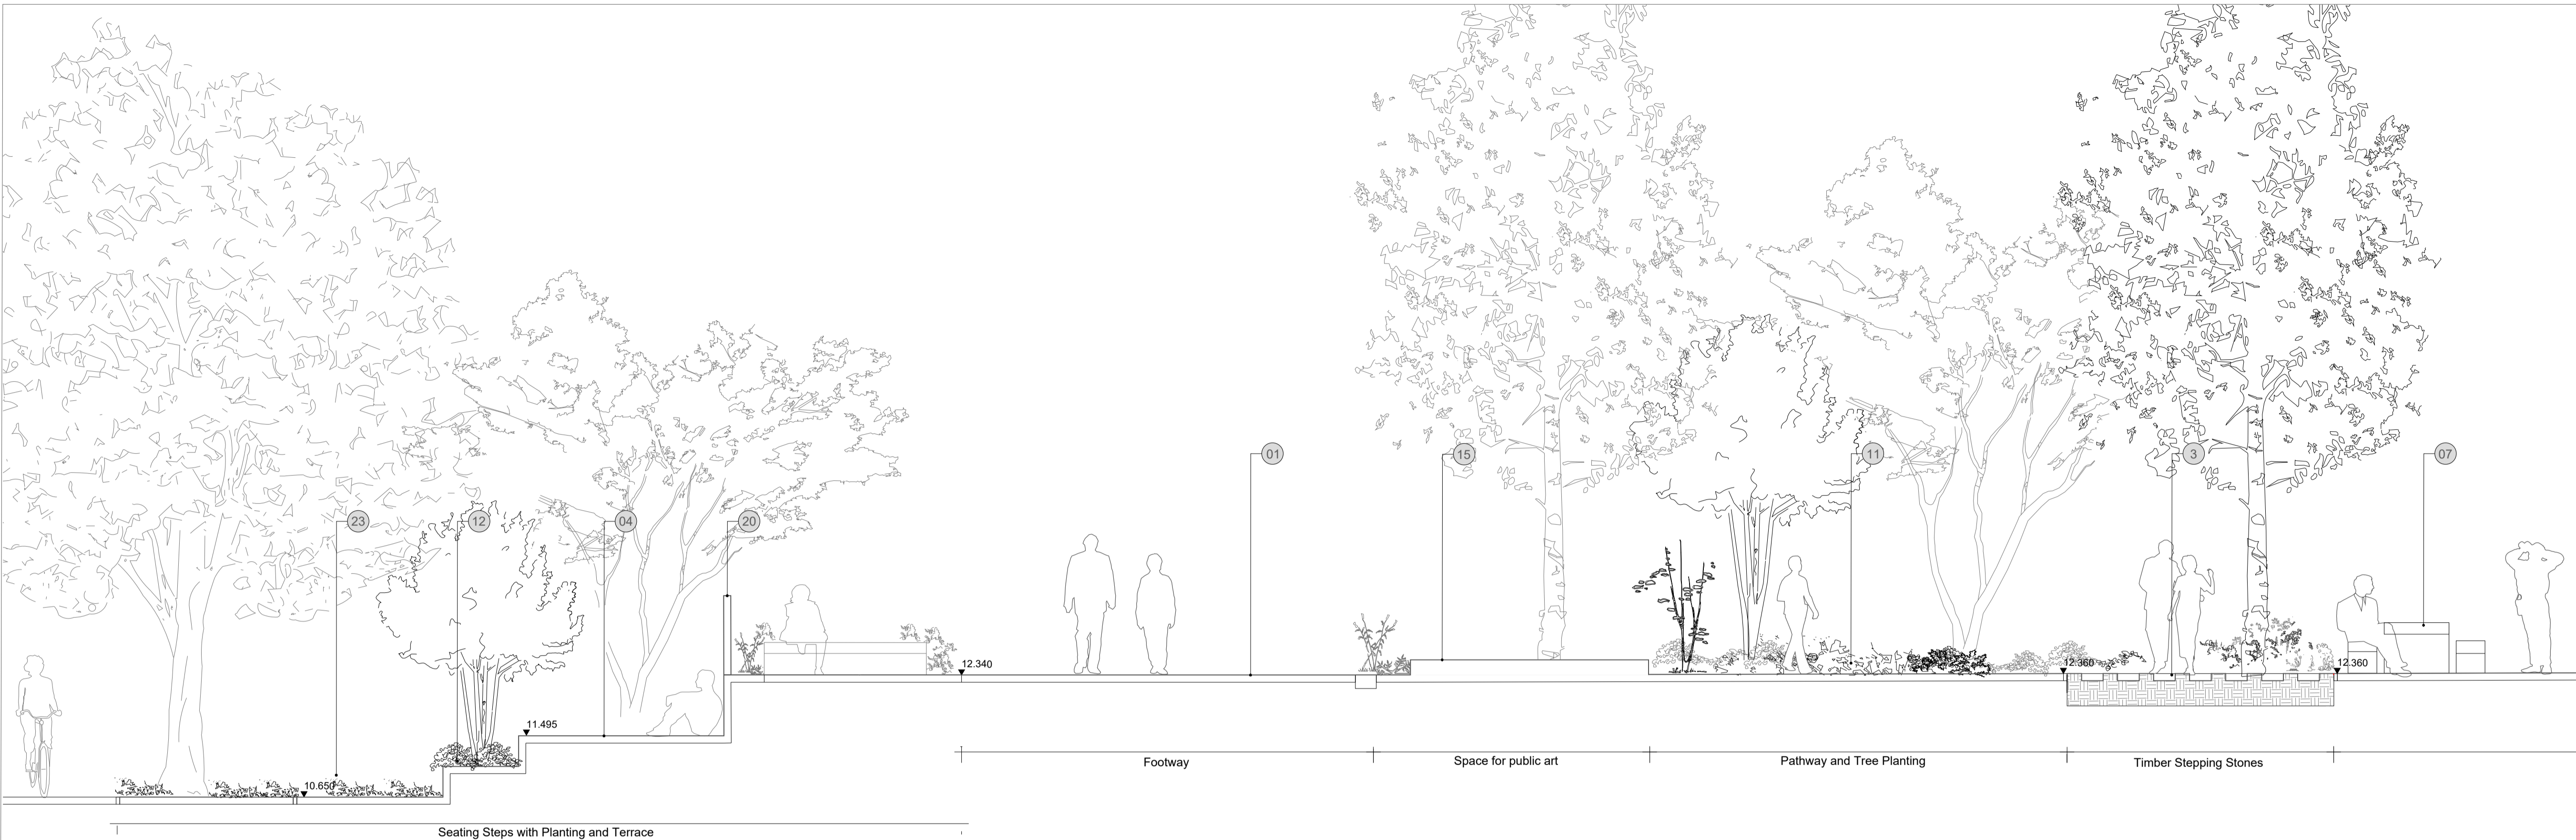 01
15
11
3
07
23
12
04
20
12.340
12.360
12.360
11.495
10.650
Footway
Space for public art
Pathway and Tree Planting
Timber Stepping Stones
Seating Steps with Planting and Terrace